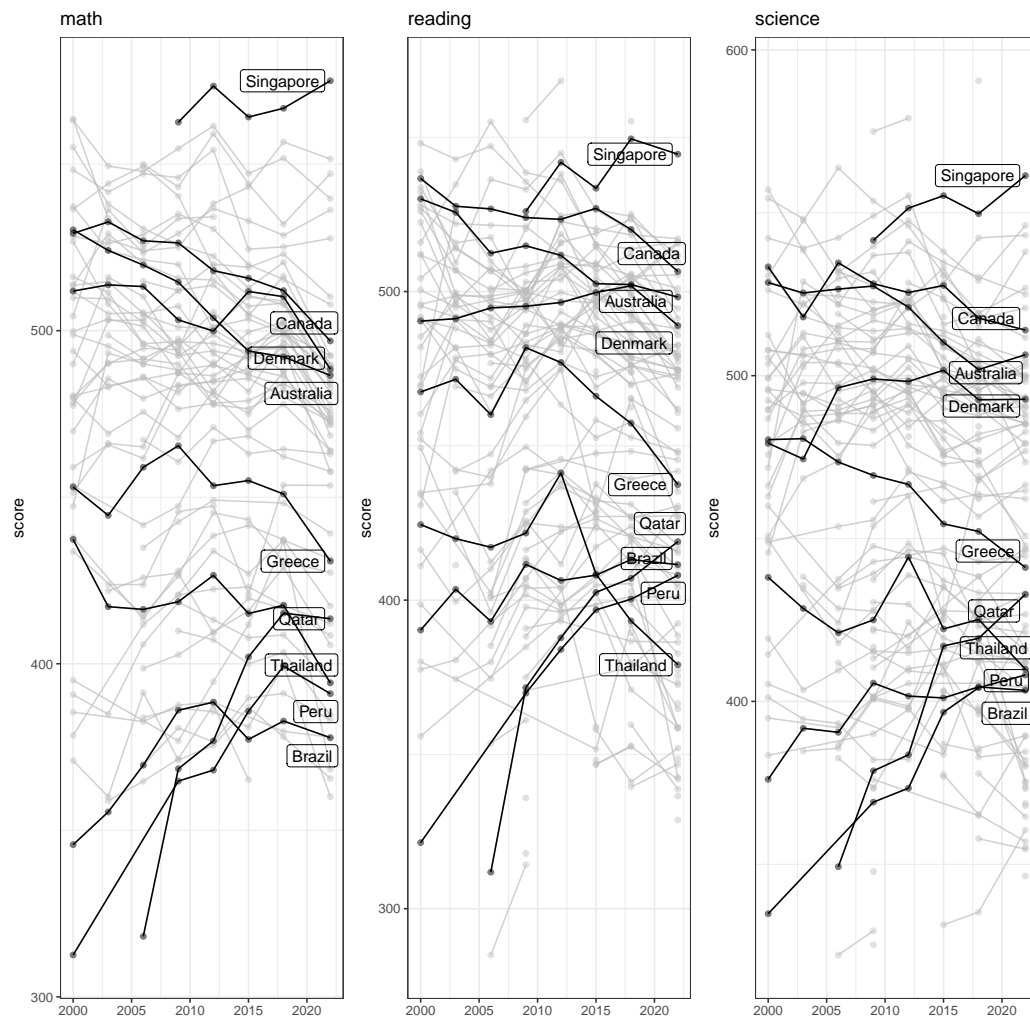 math
score
300
400
500
2000
2005
2010
2015
2020
Singapore
Canada
Denmark
Australia
Greece
Qatar
Thailand
Peru
Brazil
reading
score
300
400
500
2000
2005
2010
2015
2020
Singapore
Canada
Australia
Denmark
Greece
Qatar
Brazil
Peru
Thailand
science
score
400
500
600
2000
2005
2010
2015
2020
Singapore
Canada
Australia
Denmark
Greece
Qatar
Thailand
Peru
Brazil